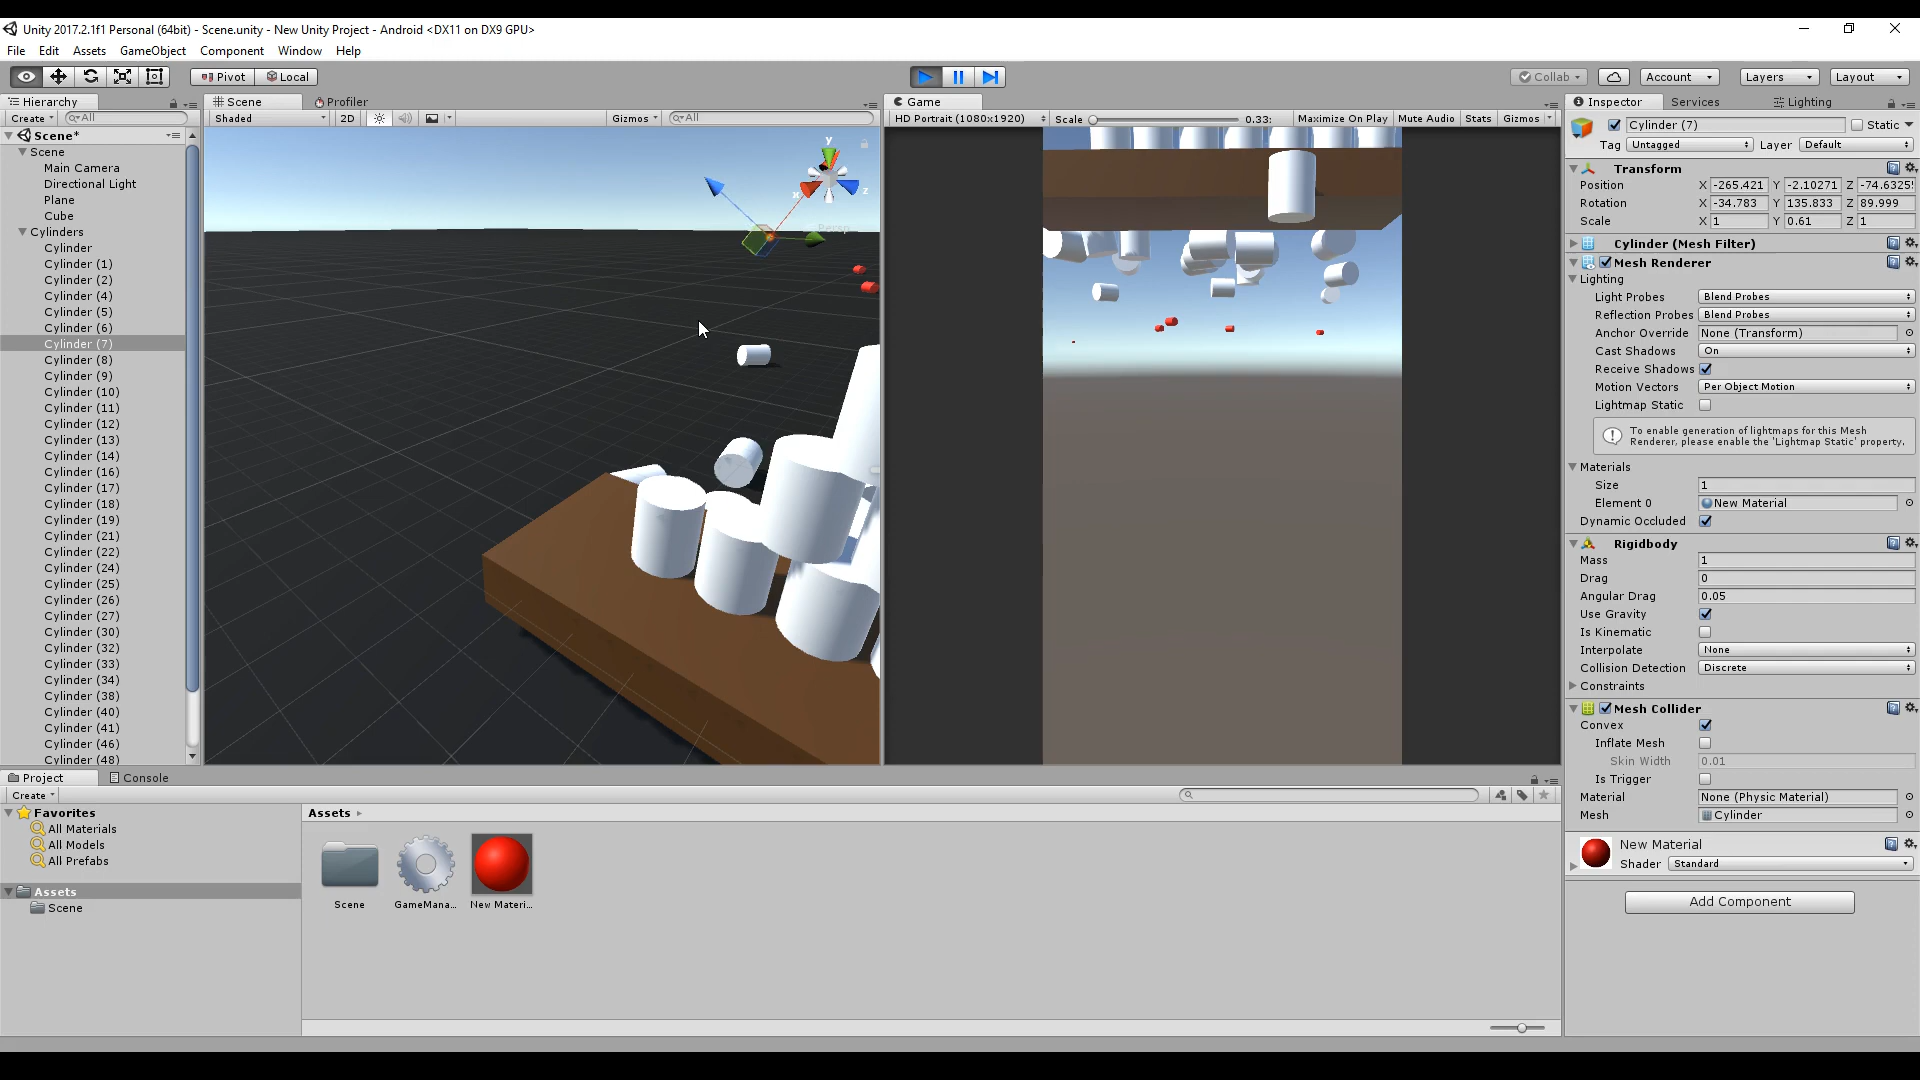 Unity 2017.2.1f1 Personal (64bit) - Scene.unity - New Unity Project - Android <DX11 on DX9 GPU>
File Edit Assets GameObject Component Window Help
Pivot Local Collab Account Layers Layout
Hierarchy
Create All
Scene*
Scene
Main Camera
Directional Light
Plane
Cube
Cylinders
Cylinder
Cylinder (1)
Cylinder (2)
Cylinder (4)
Cylinder (5)
Cylinder (6)
Cylinder (7)
Cylinder (8)
Cylinder (9)
Cylinder (10)
Cylinder (11)
Cylinder (12)
Cylinder (13)
Cylinder (14)
Cylinder (16)
Cylinder (17)
Cylinder (18)
Cylinder (19)
Cylinder (21)
Cylinder (22)
Cylinder (24)
Cylinder (25)
Cylinder (26)
Cylinder (27)
Cylinder (30)
Cylinder (32)
Cylinder (33)
Cylinder (34)
Cylinder (38)
Cylinder (40)
Cylinder (41)
Cylinder (46)
Cylinder (48)
Scene Profiler
Shaded 2D Gizmos All
y
x z
Persp
Game
HD Portrait (1080x1920) Scale 0.33: Maximize On Play Mute Audio Stats Gizmos
Inspector Services Lighting
Cylinder (7) Static
Tag Untagged Layer Default
Transform
Position X -265.421 Y -2.10271 Z -74.6325
Rotation X -34.783 Y 135.833 Z 89.999
Scale X 1 Y 0.61 Z 1
Cylinder (Mesh Filter)
Mesh Renderer
Lighting
Light Probes Blend Probes
Reflection Probes Blend Probes
Anchor Override None (Transform)
Cast Shadows On
Receive Shadows
Motion Vectors Per Object Motion
Lightmap Static
To enable generation of lightmaps for this Mesh
Renderer, please enable the 'Lightmap Static' property.
Materials
Size 1
Element 0 New Material
Dynamic Occluded
Rigidbody
Mass 1
Drag 0
Angular Drag 0.05
Use Gravity
Is Kinematic
Interpolate None
Collision Detection Discrete
Constraints
Mesh Collider
Convex
Inflate Mesh
Skin Width 0.01
Is Trigger
Material None (Physic Material)
Mesh Cylinder
New Material
Shader Standard
Add Component
Project Console
Create
Favorites
All Materials
All Models
All Prefabs
Assets
Scene
Assets
Scene GameMana... New Materi...